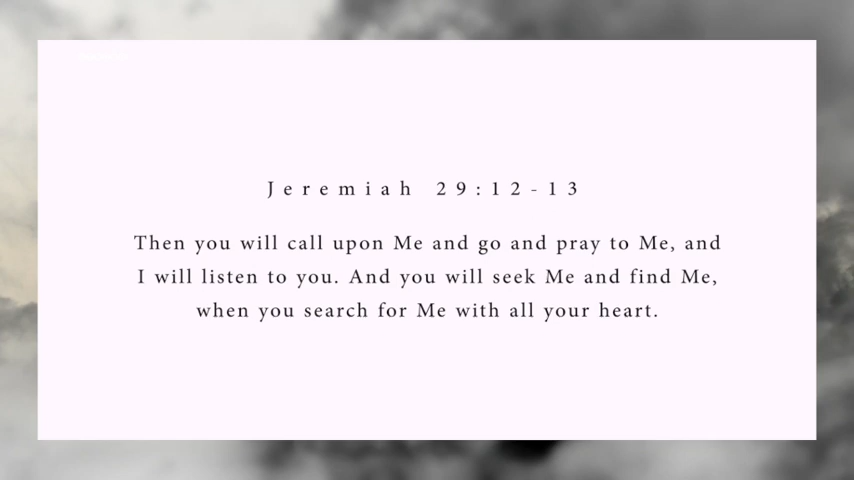 Jeremiah 29:12-13
Then you will call upon Me and go and pray to Me, and
I will listen to you. And you will seek Me and find Me,
when you search for Me with all your heart.